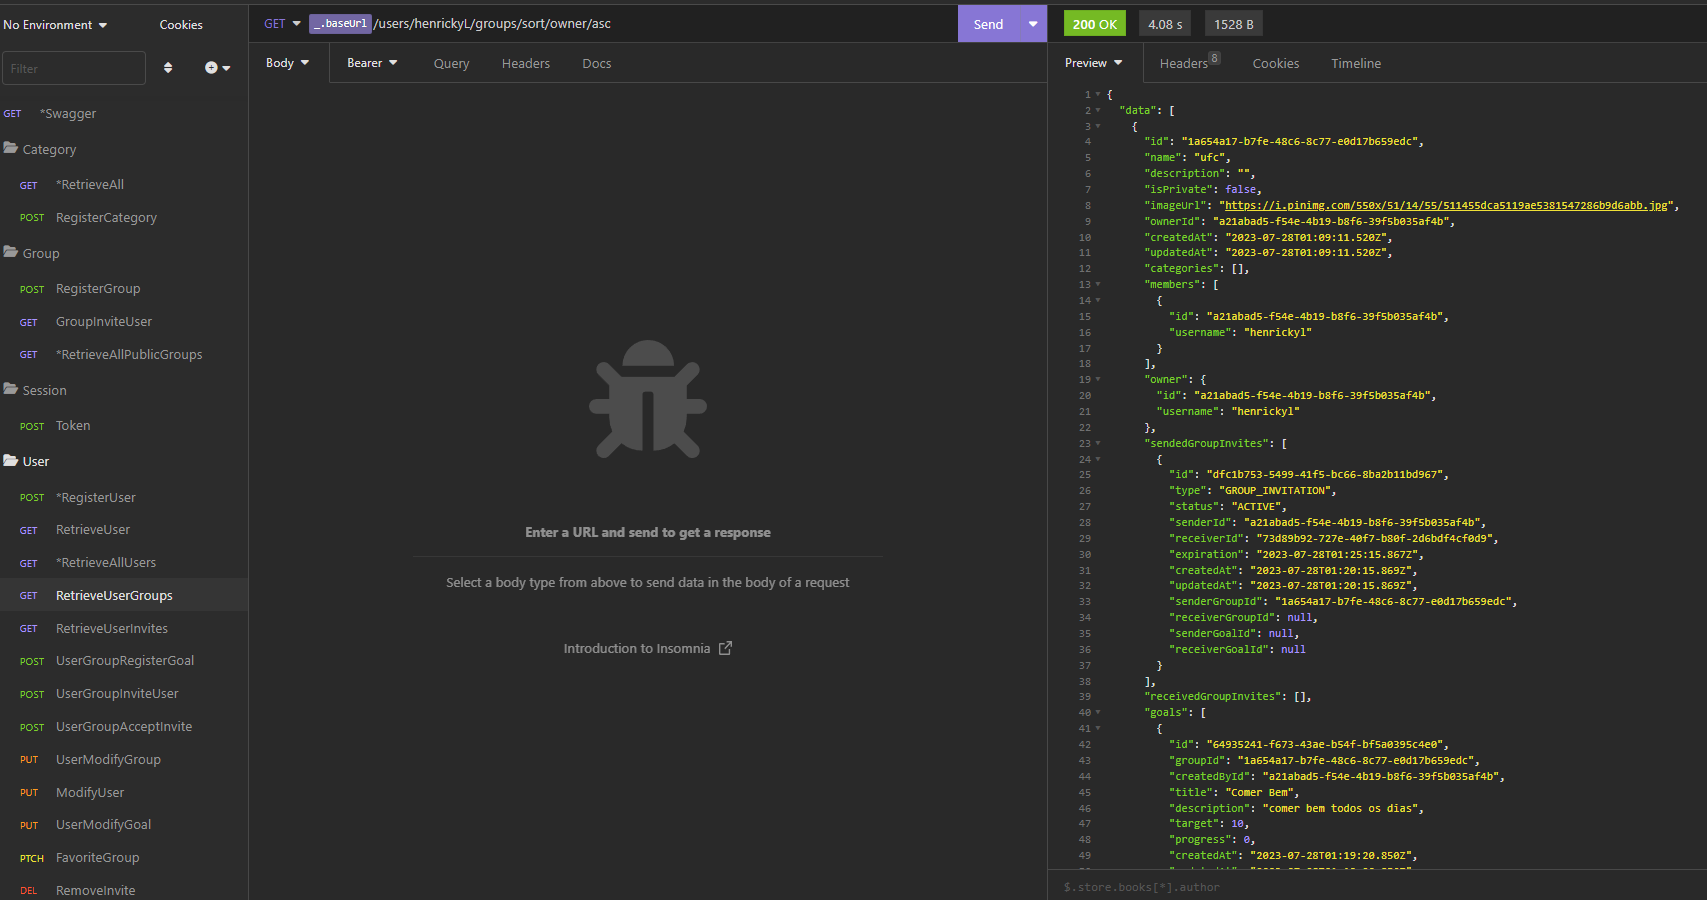 No Environment
Cookies
Filter
GET *Swagger
Category
GET *RetrieveAll
POST RegisterCategory
Group
POST RegisterGroup
GET GroupInviteUser
GET *RetrieveAllPublicGroups
Session
POST Token
User
POST *RegisterUser
GET RetrieveUser
GET *RetrieveAllUsers
GET RetrieveUserGroups
GET RetrieveUserInvites
POST UserGroupRegisterGoal
POST UserGroupInviteUser
POST UserGroupAcceptInvite
PUT UserModifyGroup
PUT ModifyUser
PUT UserModifyGoal
PTCH FavoriteGroup
DEL RemoveInvite
GET _.baseUrl /users/henrickyL/groups/sort/owner/asc
Send
Body Bearer Query Headers Docs
Enter a URL and send to get a response
Select a body type from above to send data in the body of a request
Introduction to Insomnia
200 OK 4.08 s 1528 B
Preview Headers 8 Cookies Timeline
1 {
2 "data": [
3 {
4 "id": "1a654a17-b7fe-48c6-8c77-e0d17b659edc",
5 "name": "ufc",
6 "description": "",
7 "isPrivate": false,
8 "imageUrl": "https://i.pinimg.com/550x/51/14/55/511455dca5119ae5381547286b9d6abb.jpg",
9 "ownerId": "a21abad5-f54e-4b19-b8f6-39f5b035af4b",
10 "createdAt": "2023-07-28T01:09:11.520Z",
11 "updatedAt": "2023-07-28T01:09:11.520Z",
12 "categories": [],
13 "members": [
14 {
15 "id": "a21abad5-f54e-4b19-b8f6-39f5b035af4b",
16 "username": "henrickyl"
17 }
18 ],
19 "owner": {
20 "id": "a21abad5-f54e-4b19-b8f6-39f5b035af4b",
21 "username": "henrickyl"
22 },
23 "sendedGroupInvites": [
24 {
25 "id": "dfc1b753-5499-41f5-bc66-8ba2b11bd967",
26 "type": "GROUP_INVITATION",
27 "status": "ACTIVE",
28 "senderId": "a21abad5-f54e-4b19-b8f6-39f5b035af4b",
29 "receiverId": "73d89b92-727e-40f7-b80f-2d6bdf4cf0d9",
30 "expiration": "2023-07-28T01:25:15.867Z",
31 "createdAt": "2023-07-28T01:20:15.869Z",
32 "updatedAt": "2023-07-28T01:20:15.869Z",
33 "senderGroupId": "1a654a17-b7fe-48c6-8c77-e0d17b659edc",
34 "receiverGroupId": null,
35 "senderGoalId": null,
36 "receiverGoalId": null
37 }
38 ],
39 "receivedGroupInvites": [],
40 "goals": [
41 {
42 "id": "64935241-f673-43ae-b54f-bf5a0395c4e0",
43 "groupId": "1a654a17-b7fe-48c6-8c77-e0d17b659edc",
44 "createdById": "a21abad5-f54e-4b19-b8f6-39f5b035af4b",
45 "title": "Comer Bem",
46 "description": "comer bem todos os dias",
47 "target": 10,
48 "progress": 0,
49 "createdAt": "2023-07-28T01:19:20.850Z",
$.store.books[*].author